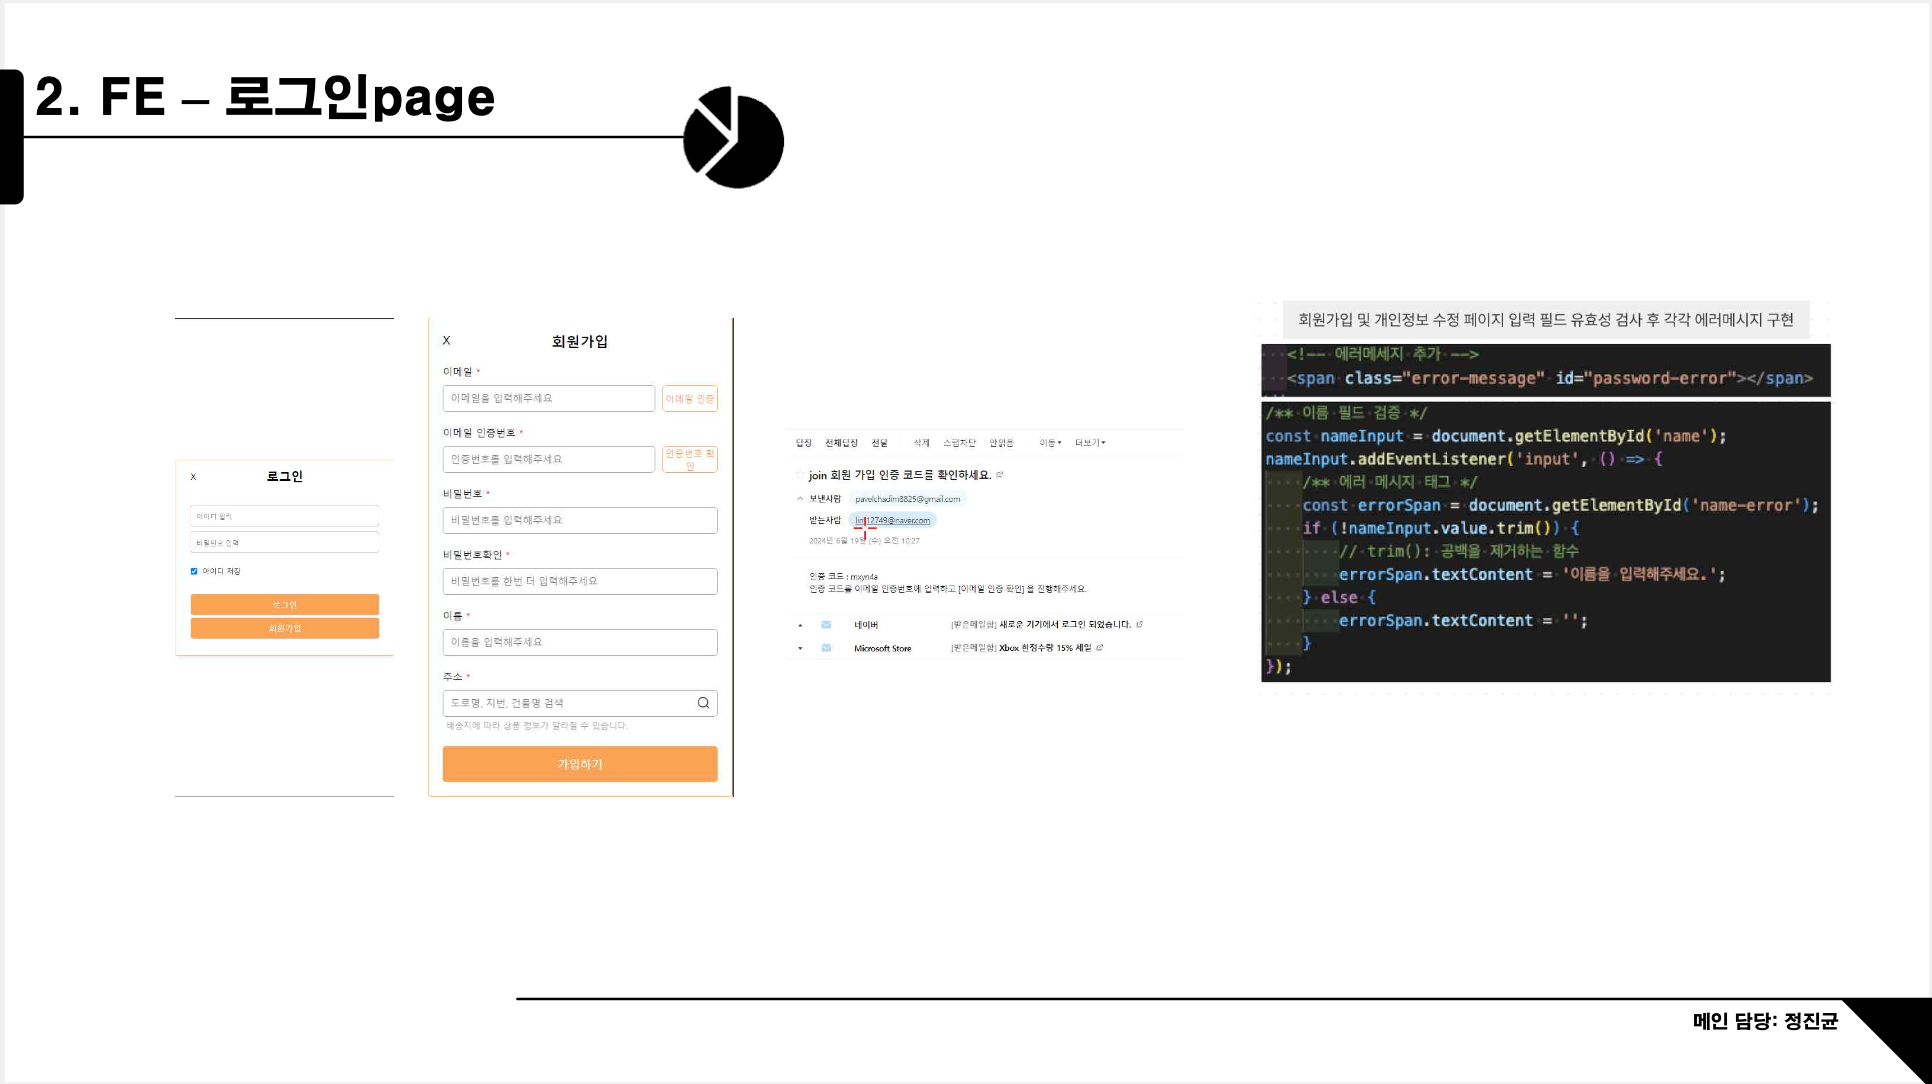 2. FE – 로그인page
X
로그인
아이디 입력
비밀번호 입력
아이디 저장
로그인
회원가입
X
회원가입
이메일 *
이메일을 입력해주세요
이메일 인증
이메일 인증번호 *
인증번호를 입력해주세요
인증번호 확
인
비밀번호 *
비밀번호를 입력해주세요
비밀번호확인 *
비밀번호를 한번 더 입력해주세요
이름 *
이름을 입력해주세요
주소 *
도로명, 지번, 건물명 검색
배송지에 따라 상품 정보가 달라질 수 있습니다.
가입하기
답장 전체답장 전달 삭제 스팸차단 안읽음 이동 더보기
join 회원 가입 인증 코드를 확인하세요.
보낸사람 pavelchadim8825@gmail.com
받는사람
2024년 6월 19일 (수) 오전 10:27
인증 코드 : mxyn4a
인증 코드를 이메일 인증번호에 입력하고 [이메일 인증 확인] 을 진행해주세요.
네이버 [받은메일함] 새로운 기기에서 로그인 되었습니다.
Microsoft Store [받은메일함] Xbox 한정수량 15% 세일
회원가입 및 개인정보 수정 페이지 입력 필드 유효성 검사 후 각각 에러메시지 구현
<!-- 에러메세지 추가 -->
<span class="error-message" id="password-error"></span>
/** 이름 필드 검증 */
const nameInput = document.getElementById('name');
nameInput.addEventListener('input', () => {
/** 에러 메시지 태그 */
const errorSpan = document.getElementById('name-error');
if (!nameInput.value.trim()) {
// trim(): 공백을 제거하는 함수
errorSpan.textContent = '이름을 입력해주세요.';
} else {
errorSpan.textContent = '';
}
});
메인 담당: 정진균